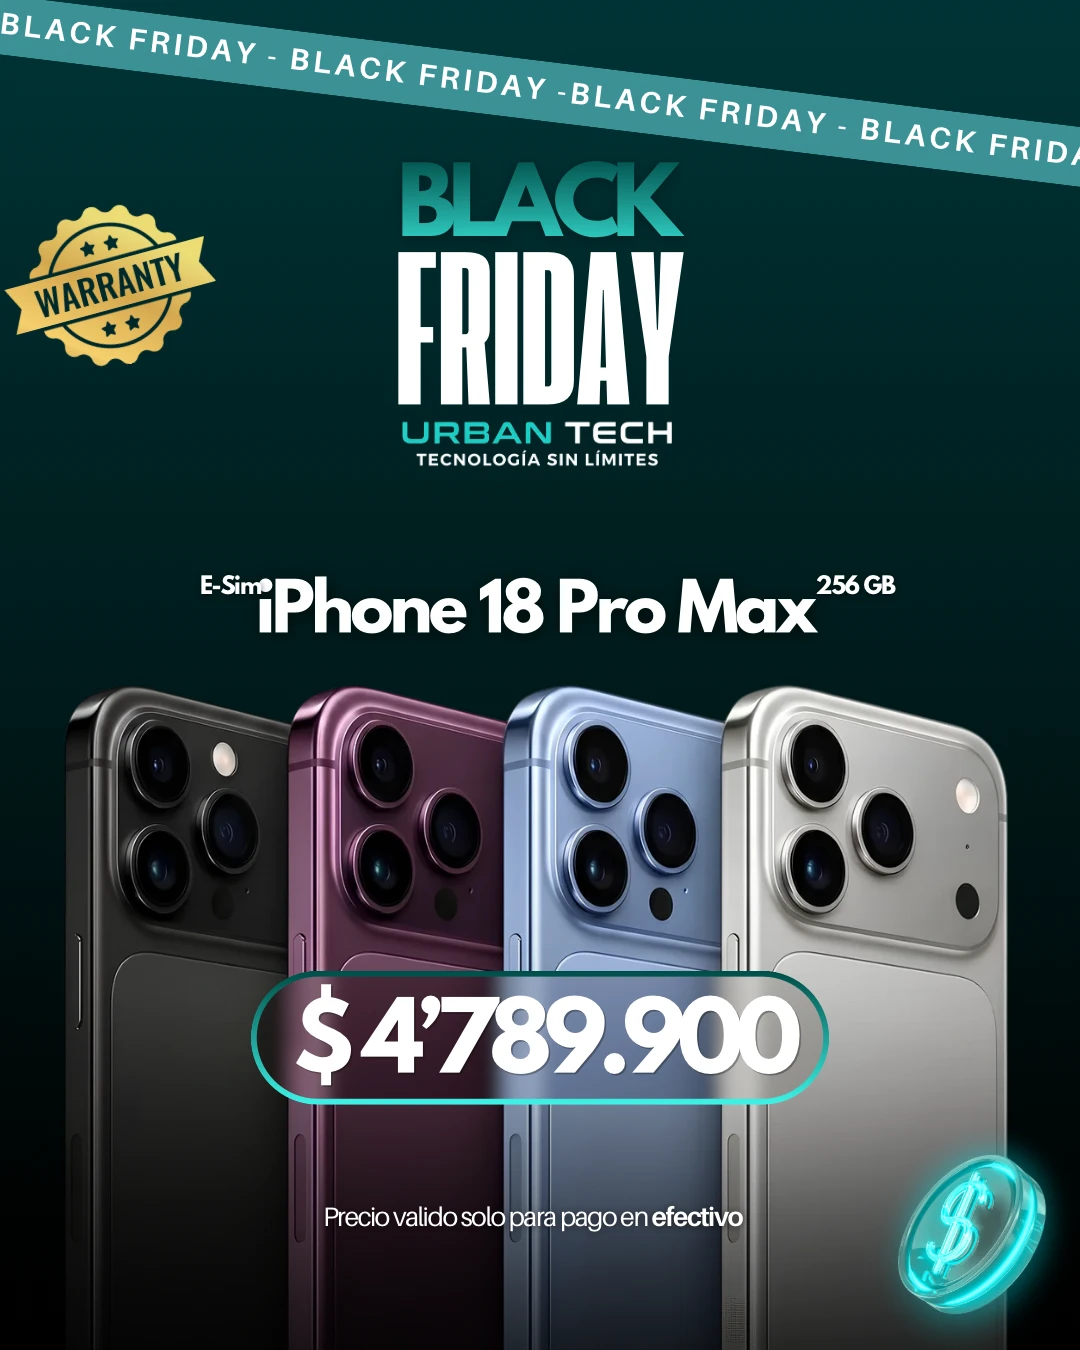 BLACK FRIDAY - BLACK FRIDAY -BLACK FRIDAY - BLACK FRIDA
WARRANTY
BLACK
FRIDAY
URBAN TECH
TECNOLOGÍA SIN LÍMITES
E-Sim iPhone 18 Pro Max 256 GB
$ 4’789.900
Precio valido solo para pago en efectivo
$